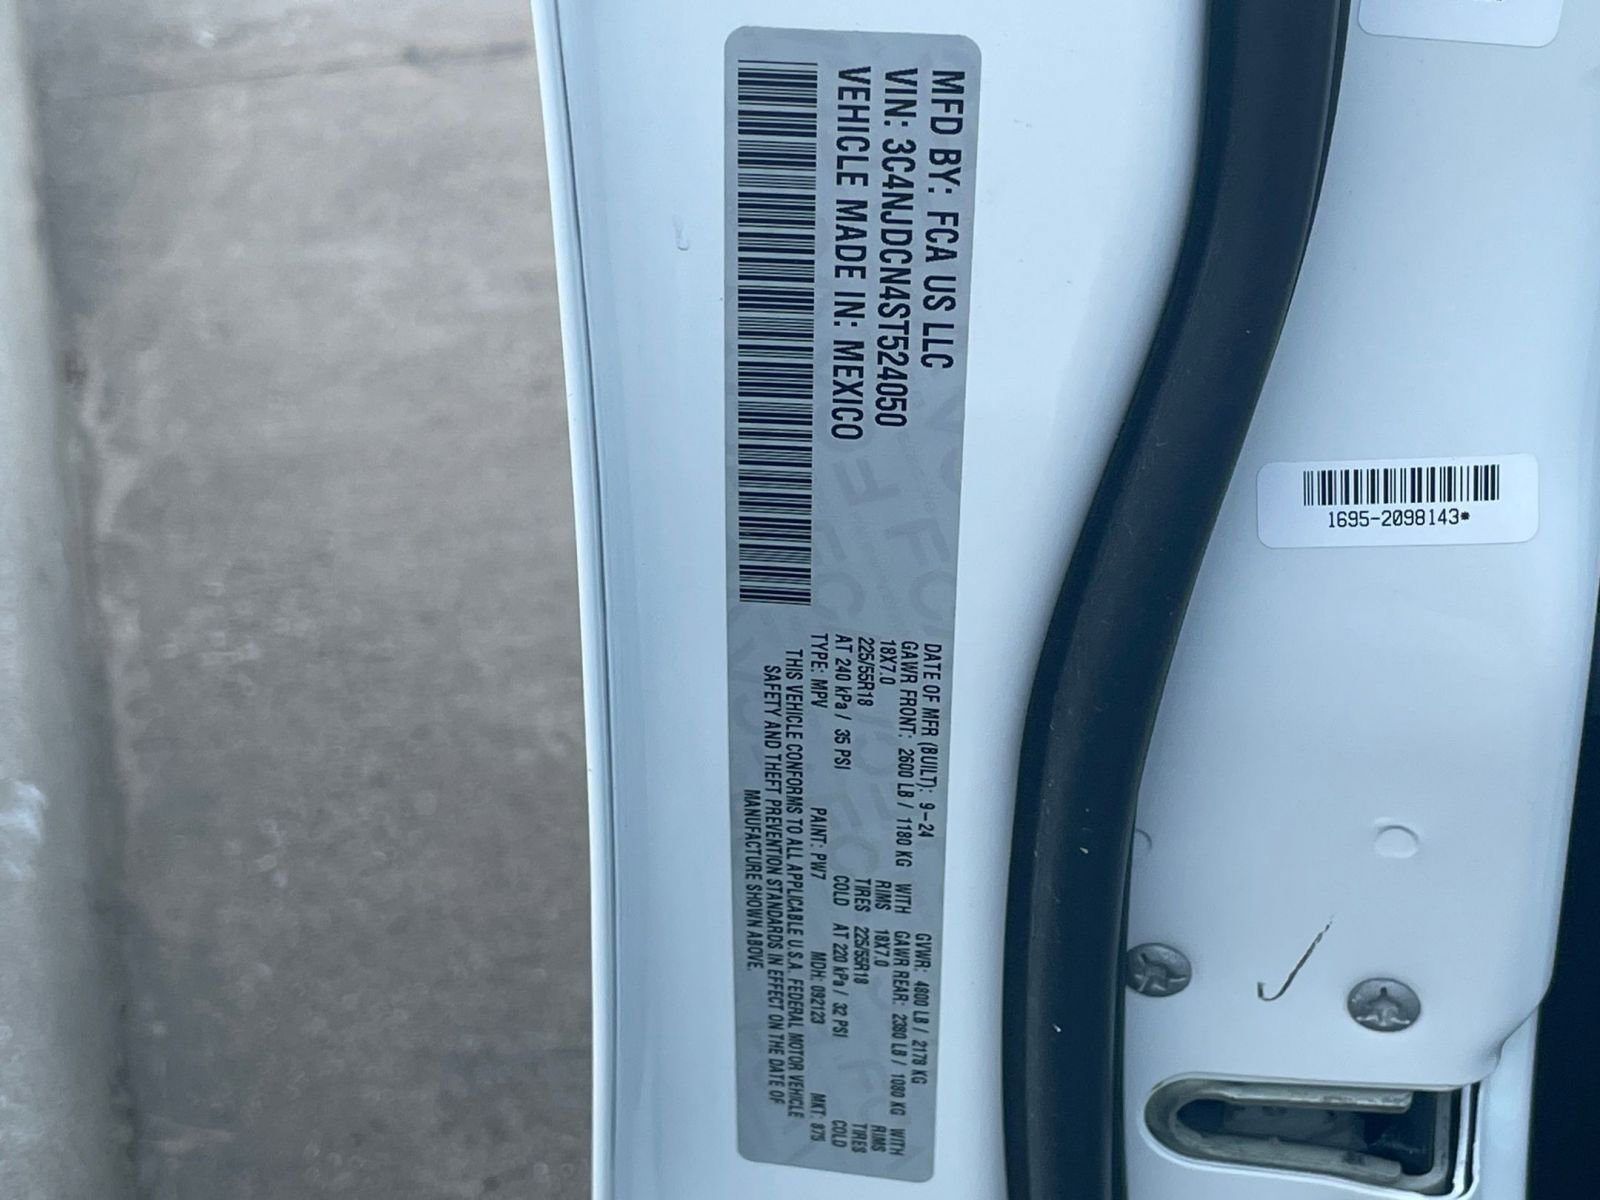 MFD BY: FCA US LLC
VIN: 3C4NJDCN4ST524050
VEHICLE MADE IN: MEXICO
DATE OF MFR (BUILT): 9-24 GVWR: 4800 LB / 2178 KG
GAWR FRONT: 2600 LB / 1180 KG WITH GAWR REAR: 2380 LB / 1080 KG WITH
18X7.0 RIMS 18X7.0 RIMS
225/55R18 TIRES 225/55R18 TIRES
AT 240 kPa / 35 PSI COLD AT 220 kPa / 32 PSI COLD
TYPE: MPV PAINT: PW7 MDH: 092123 MKT: 875
THIS VEHICLE CONFORMS TO ALL APPLICABLE U.S.A. FEDERAL MOTOR VEHICLE
SAFETY AND THEFT PREVENTION STANDARDS IN EFFECT ON THE DATE OF
MANUFACTURE SHOWN ABOVE.
1695-2098143*